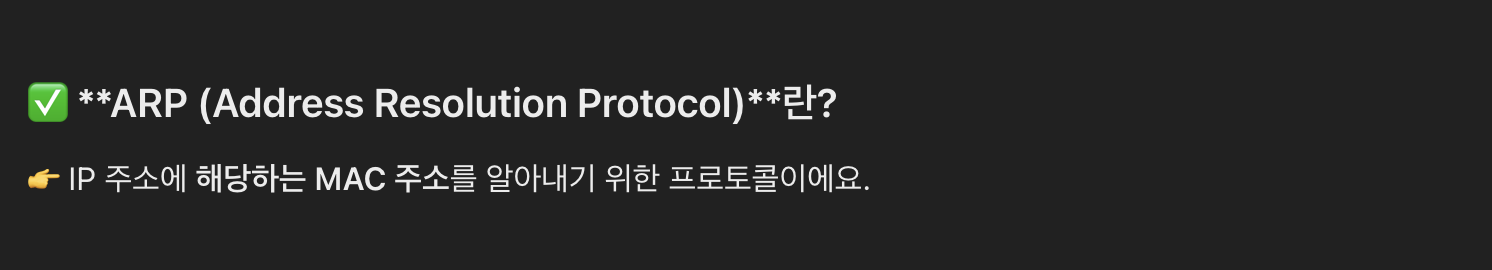 ✅ **ARP (Address Resolution Protocol)**란?
👉 IP 주소에 해당하는 MAC 주소를 알아내기 위한 프로토콜이에요.